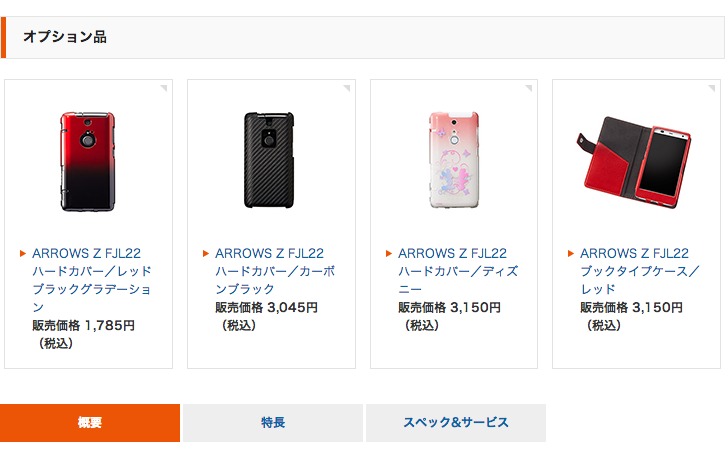 オプション品
ARROWS Z FJL22
ハードカバー／レッド
ブラックグラデーショ
ン
販売価格 1,785円
（税込）
ARROWS Z FJL22
ハードカバー／カーボ
ンブラック
販売価格 3,045円
（税込）
ARROWS Z FJL22
ハードカバー／ディズ
ニー
販売価格 3,150円
（税込）
ARROWS Z FJL22
ブックタイプケース／
レッド
販売価格 3,150円
（税込）
概要
特長
スペック&サービス